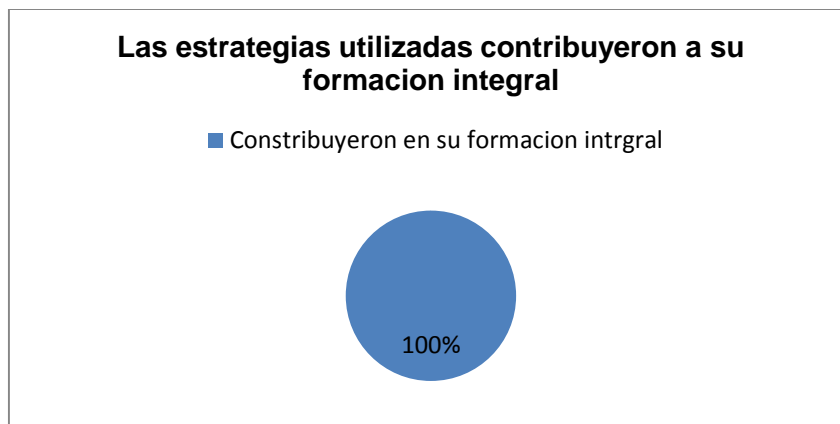 Las estrategias utilizadas contribuyeron a su
formacion integral
Constribuyeron en su formacion intrgral
100%